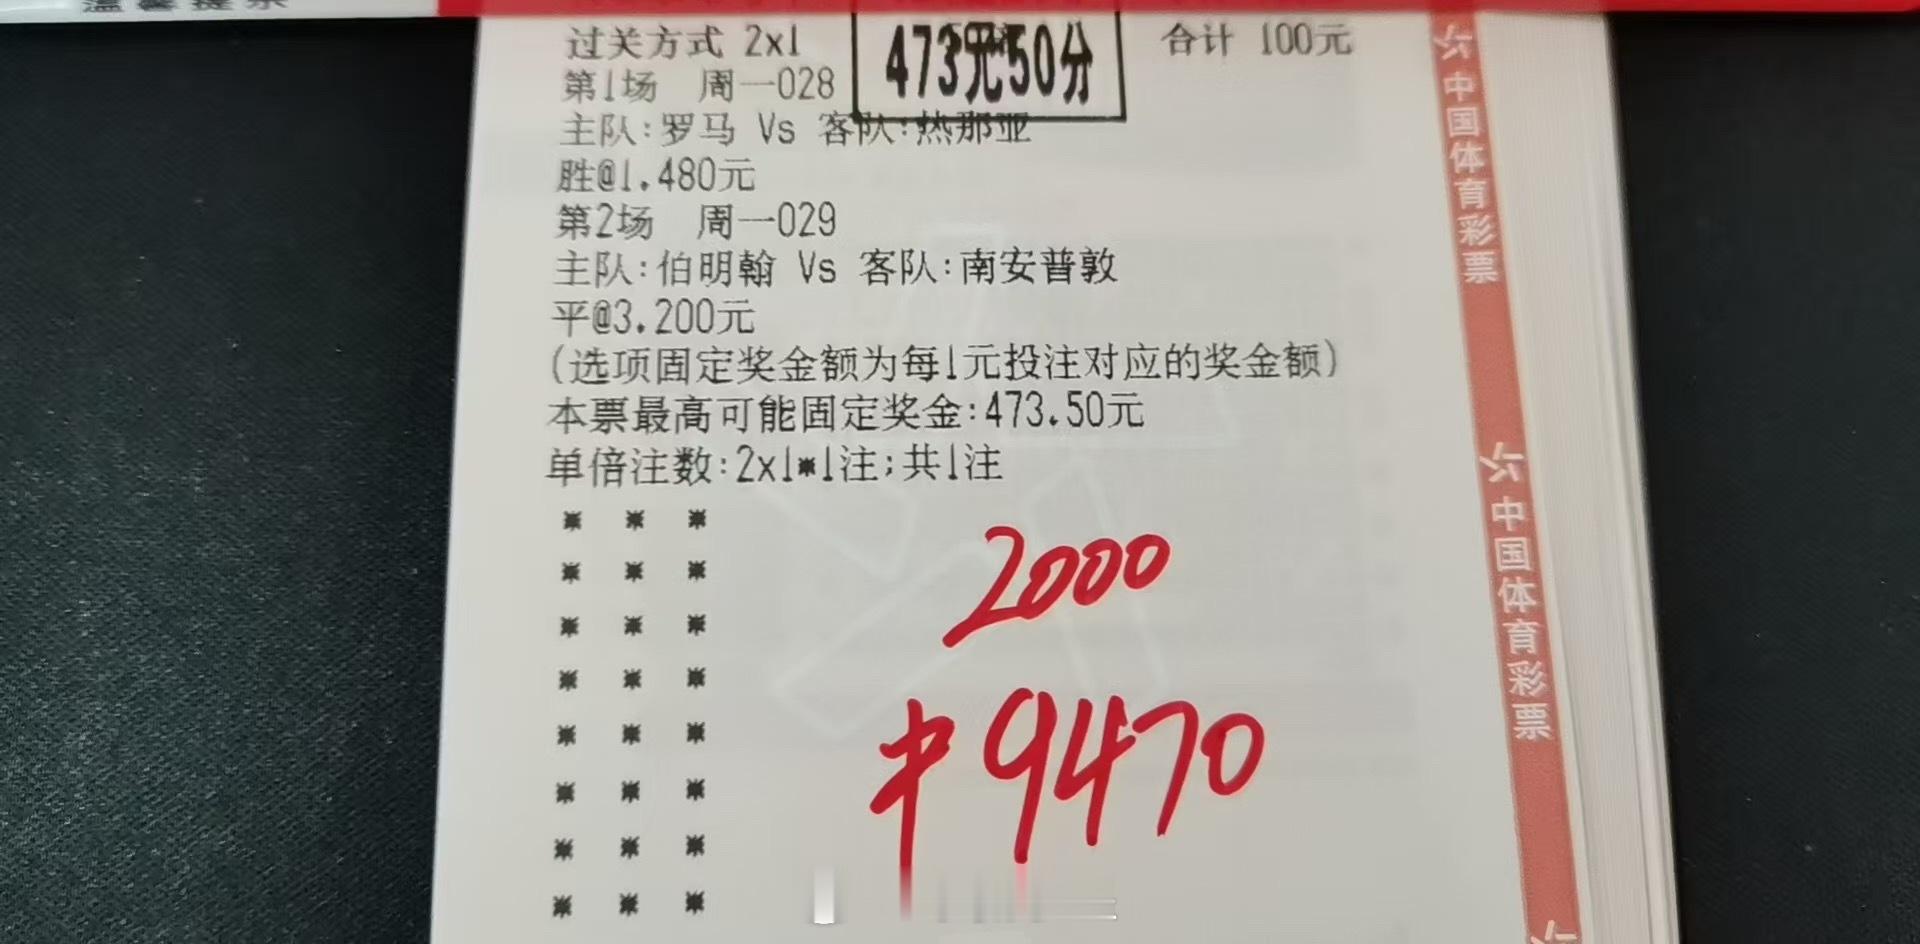 温馨提示
过关方式 2x1
473元50分
合计 100元
第1场 周一028
主队:罗马 Vs 客队:热那亚
胜@1.480元
第2场 周一029
主队:伯明翰 Vs 客队:南安普敦
平@3.200元
(选项固定奖金额为每1元投注对应的奖金额)
本票最高可能固定奖金:473.50元
单倍注数:2x1*1注;共1注
* * *
* * *
* * *
* * *
* * *
* * *
* * *
* * *
2000
中9470
中国体育彩票
中国体育彩票